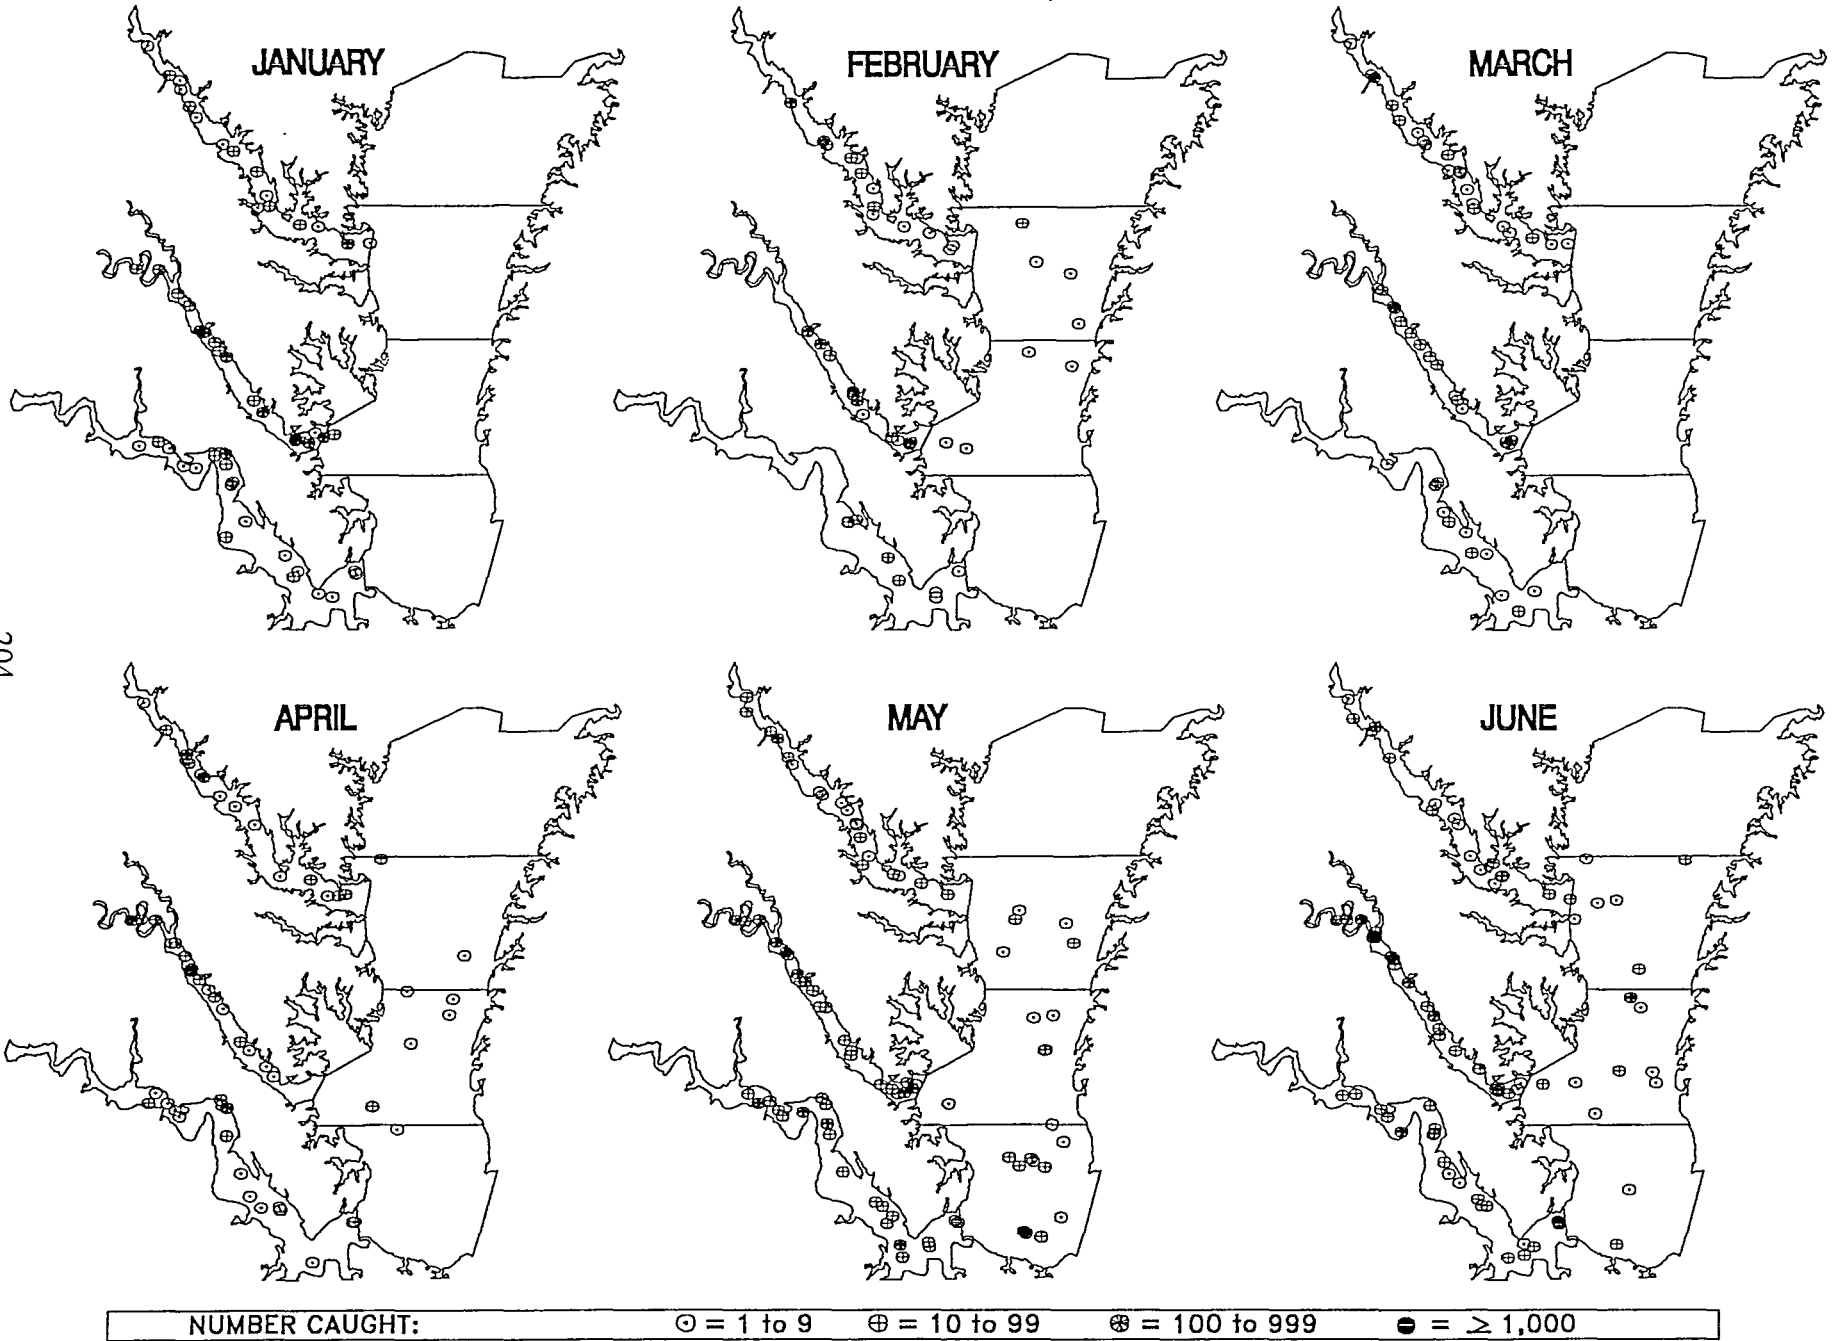 JANUARY FEBRUARY MARCH
APRIL MAY JUNE
NUMBER CAUGHT: ⊙ = 1 to 9 ⊕ = 10 to 99 ⊛ = 100 to 999 ● = ≥ 1,000